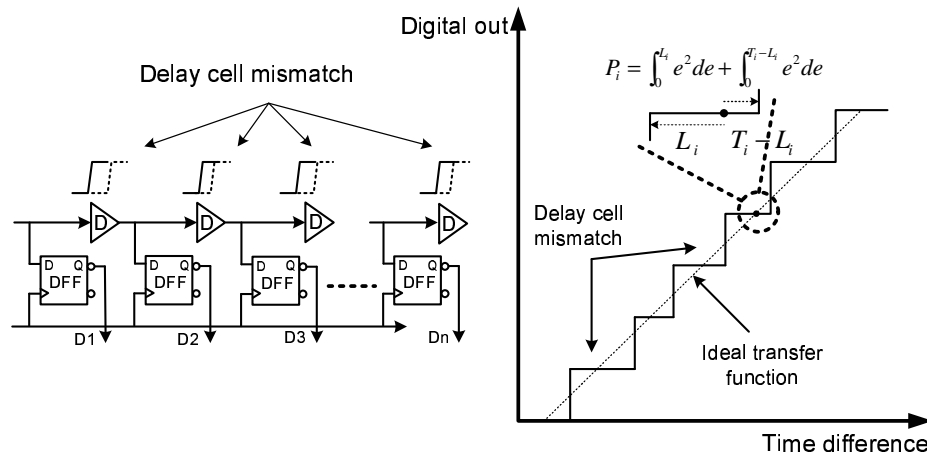 Digital out
Delay cell mismatch
P_i = ∫_0^{L_i} e^2 de + ∫_0^{T_i-L_i} e^2 de
L_i T_i - L_i
D D D D
Delay cell
mismatch
D Q D Q D Q D Q
DFF DFF DFF DFF
D1 D2 D3 Dn
Ideal transfer
function
Time difference